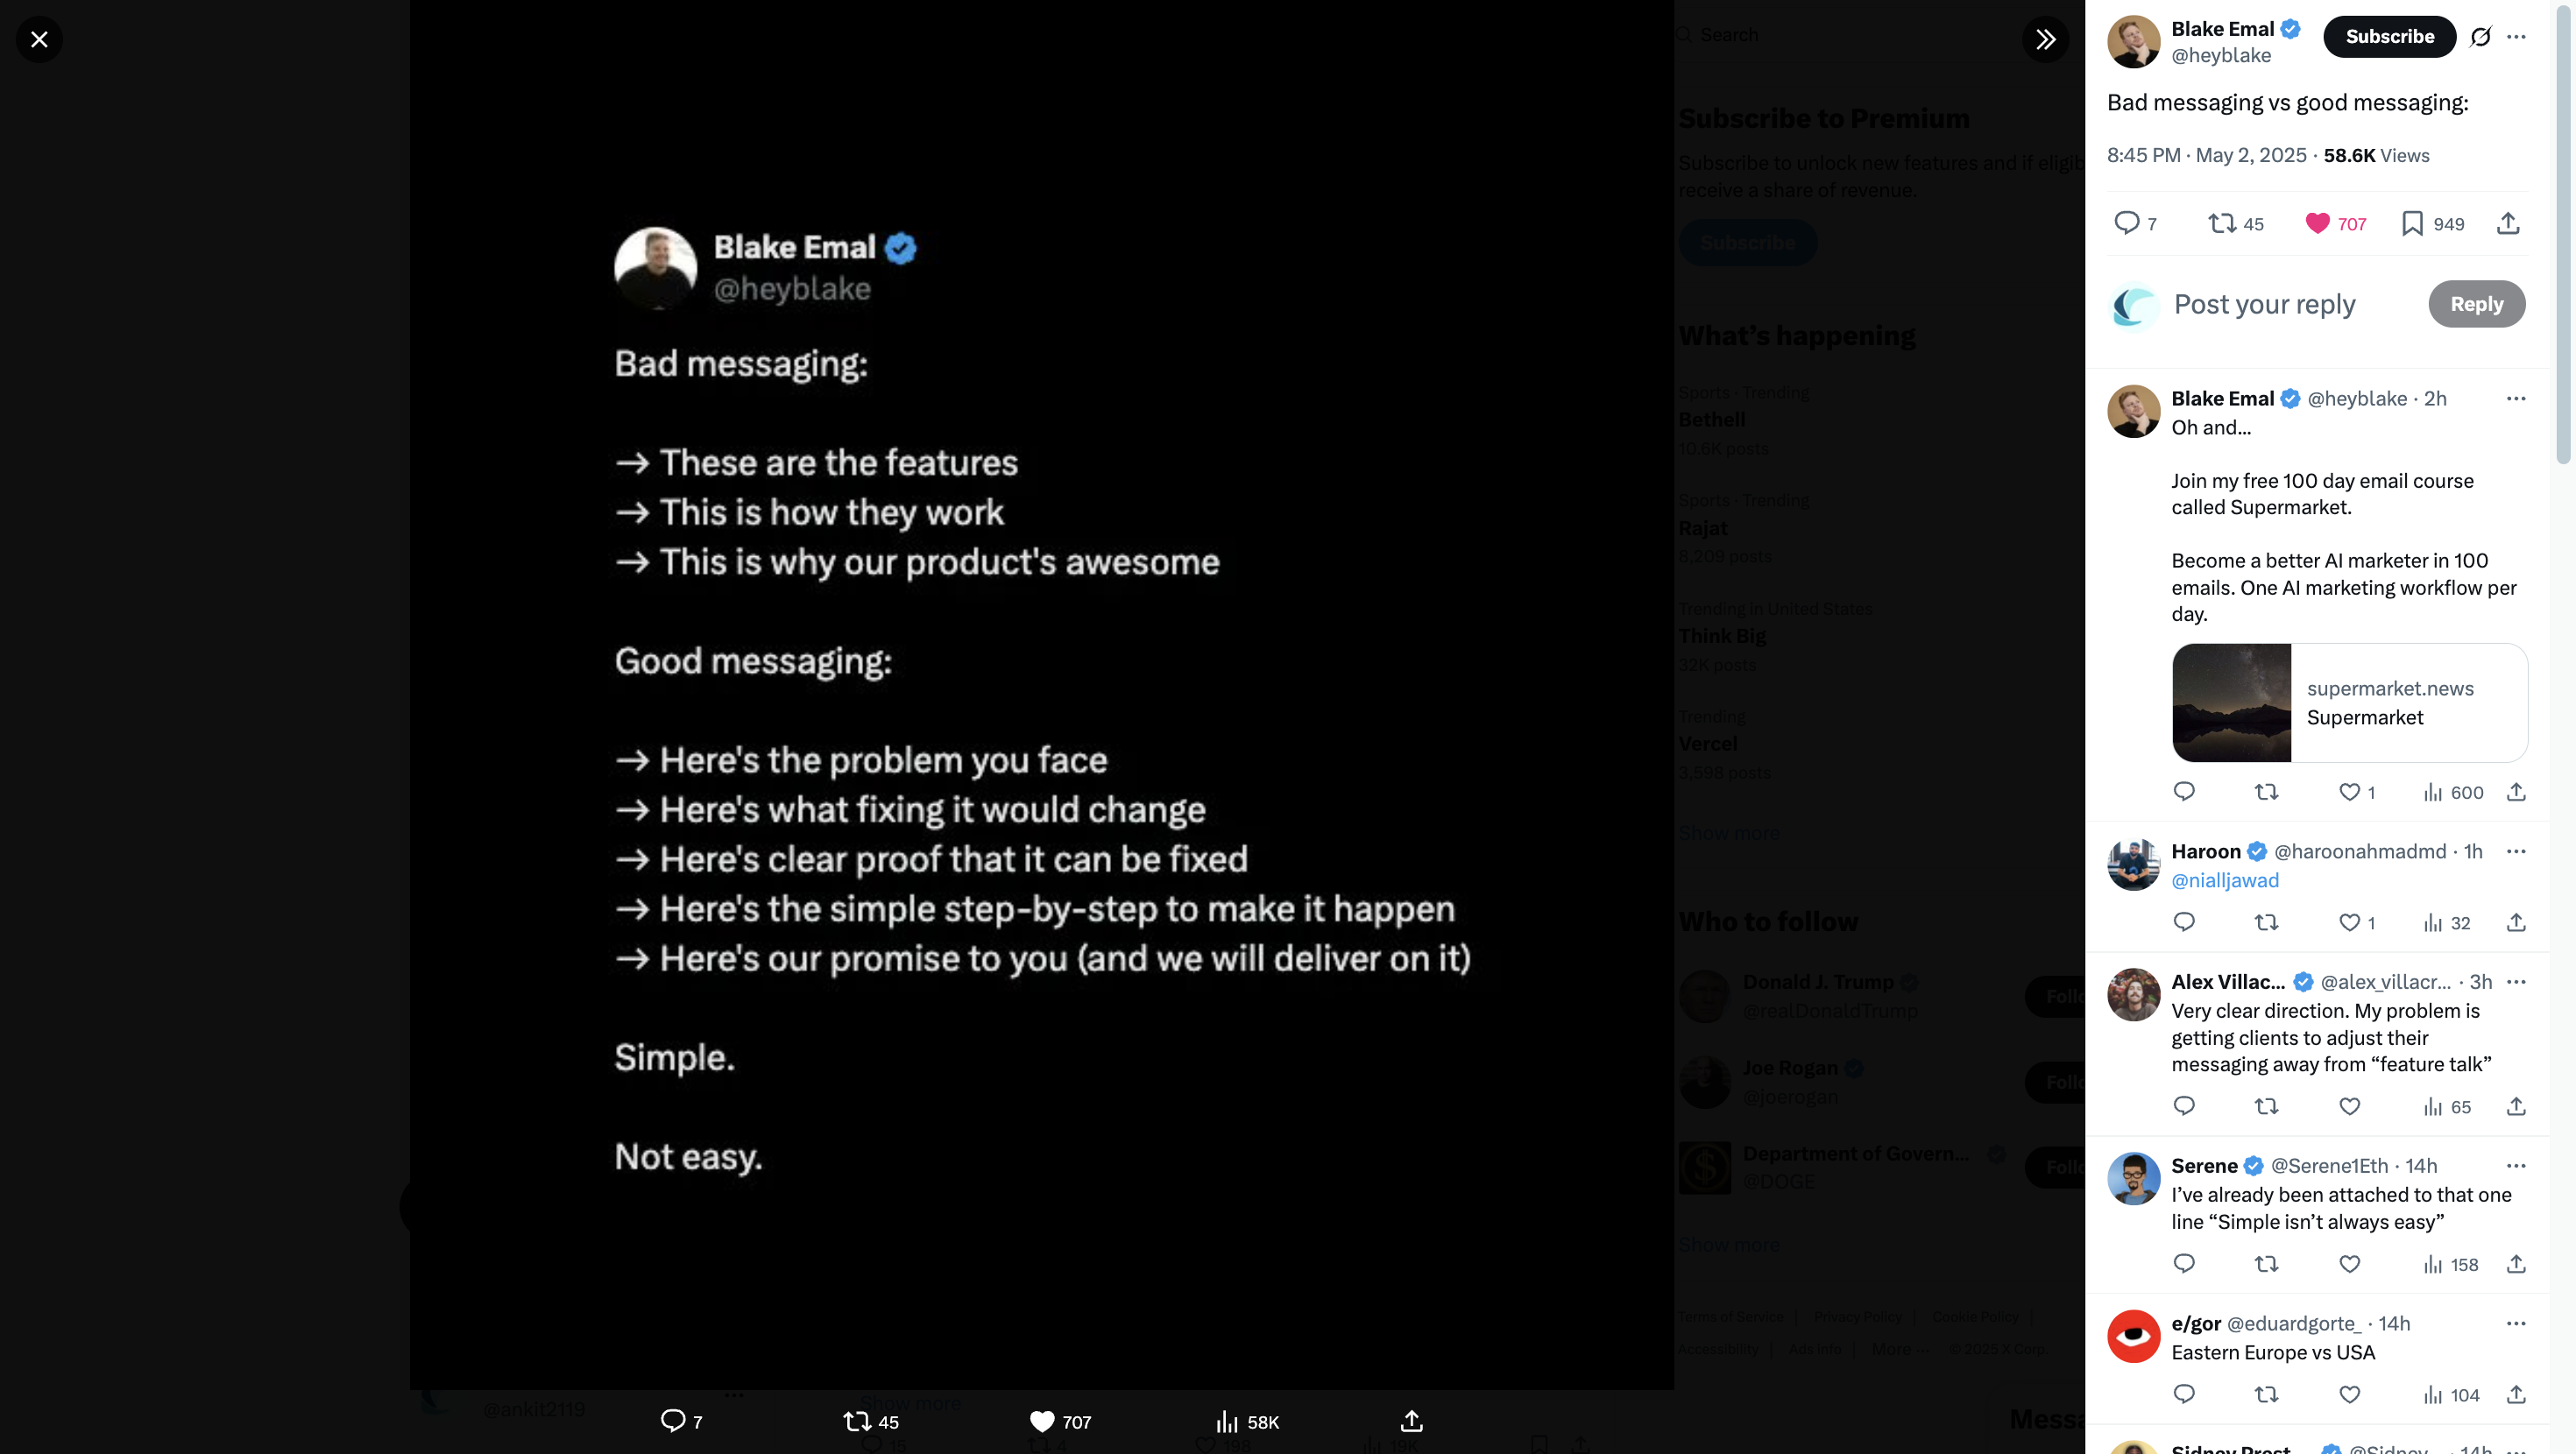 Blake Emal
@heyblake
Bad messaging:
→ These are the features
→ This is how they work
→ This is why our product's awesome
Good messaging:
→ Here's the problem you face
→ Here's what fixing it would change
→ Here's clear proof that it can be fixed
→ Here's the simple step-by-step to make it happen
→ Here's our promise to you (and we will deliver on it)
Simple.
Not easy.
@ankit2119
Show more
15
4
198
19K
7
45
707
58K
Search
Subscribe to Premium
Subscribe to unlock new features and if eligib
receive a share of revenue.
Subscribe
What's happening
Sports · Trending
Bethell
10.6K posts
Sports · Trending
Rajat
8,209 posts
Trending in United States
Think Big
32K posts
Trending
Vercel
3,598 posts
Show more
Who to follow
Donald J. Trump
@realDonaldTrump
Follo
Joe Rogan
@joerogan
Follo
Department of Govern...
@DOGE
Follo
Show more
Terms of Service | Privacy Policy | Cookie Policy |
Accessibility | Ads info | More ··· © 2025 X Corp.
Messa
Blake Emal
@heyblake
Subscribe
Bad messaging vs good messaging:
8:45 PM · May 2, 2025 · 58.6K Views
7
45
707
949
Post your reply
Reply
Blake Emal @heyblake · 2h
Oh and...
Join my free 100 day email course
called Supermarket.
Become a better AI marketer in 100
emails. One AI marketing workflow per
day.
supermarket.news
Supermarket
1
600
Haroon @haroonahmadmd · 1h
@nialljawad
1
32
Alex Villac... @alex_villacr... · 3h
Very clear direction. My problem is
getting clients to adjust their
messaging away from “feature talk”
65
Serene @Serene1Eth · 14h
I’ve already been attached to that one
line “Simple isn’t always easy”
158
e/gor @eduardgorte_ · 14h
Eastern Europe vs USA
104